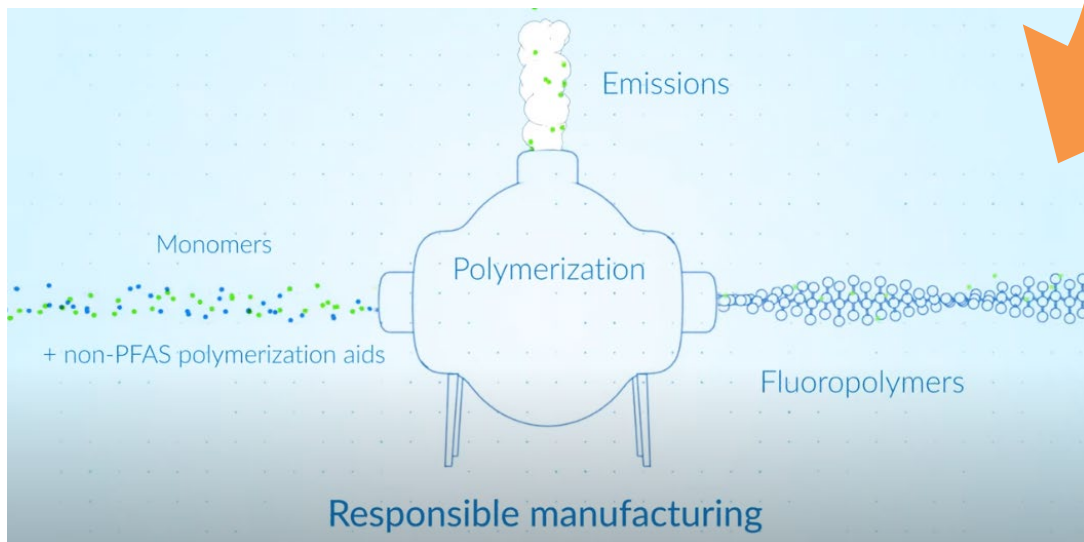 Emissions
Monomers
Polymerization
+ non-PFAS polymerization aids
Fluoropolymers
Responsible manufacturing